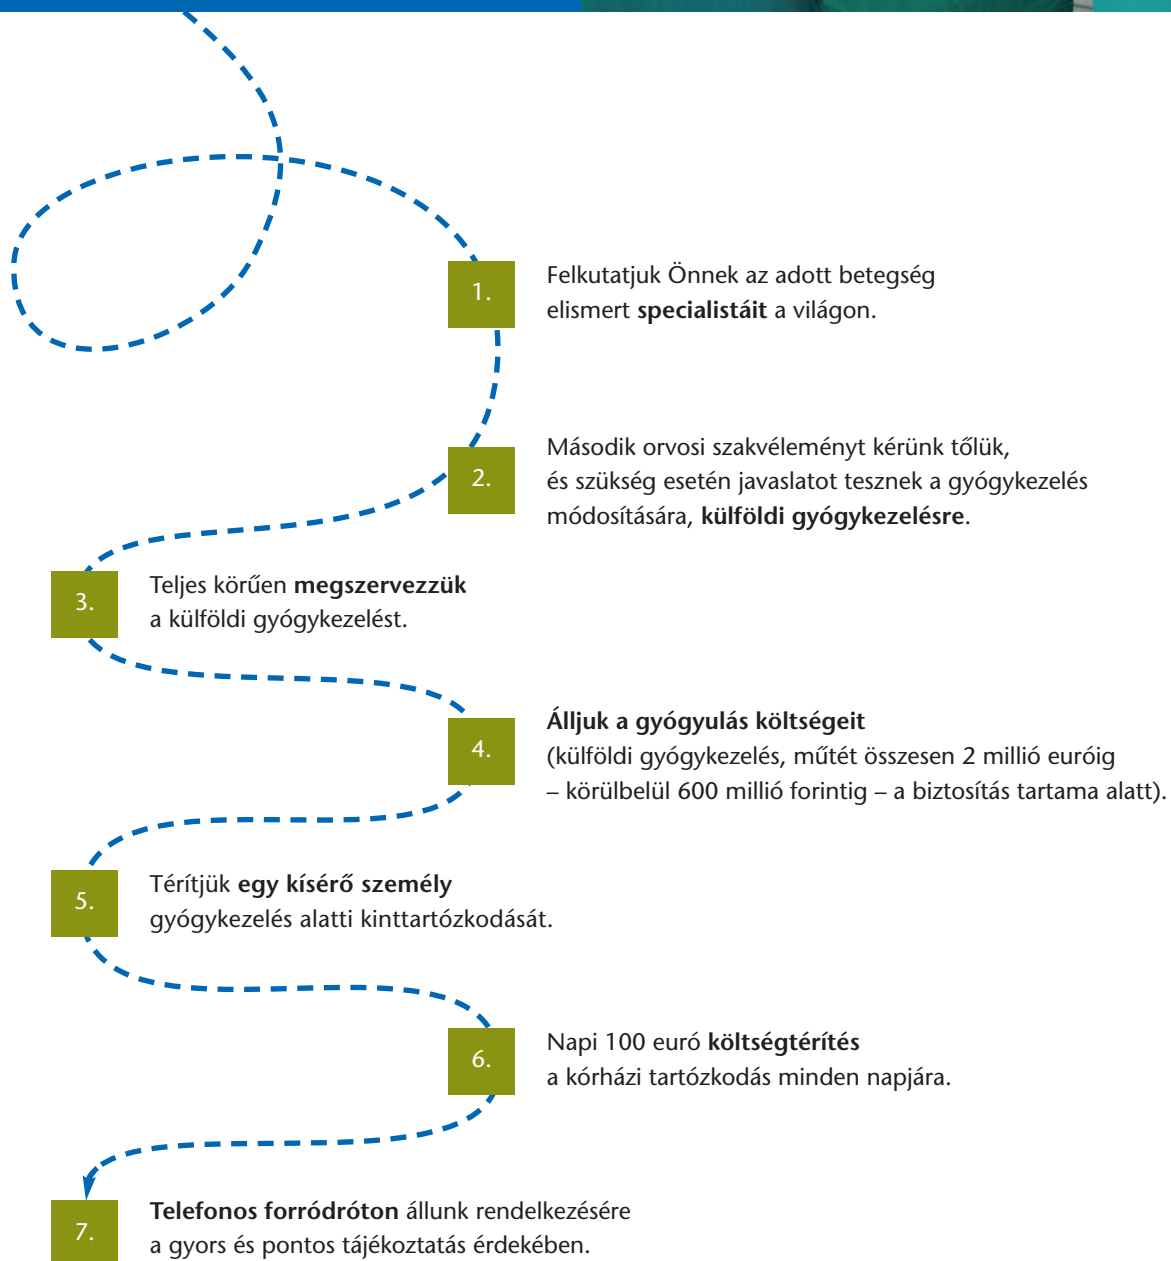 1.
Felkutatjuk Önnek az adott betegség
elismert specialistáit a világon.
2.
Második orvosi szakvéleményt kérünk tőlük,
és szükség esetén javaslatot tesznek a gyógykezelés
módosítására, külföldi gyógykezelésre.
3.
Teljes körűen megszervezzük
a külföldi gyógykezelést.
4.
Álljuk a gyógyulás költségeit
(külföldi gyógykezelés, műtét összesen 2 millió euróig
– körülbelül 600 millió forintig – a biztosítás tartama alatt).
5.
Térítjük egy kísérő személy
gyógykezelés alatti kinttartózkodását.
6.
Napi 100 euró költségtérítés
a kórházi tartózkodás minden napjára.
7.
Telefonos forródróton állunk rendelkezésére
a gyors és pontos tájékoztatás érdekében.